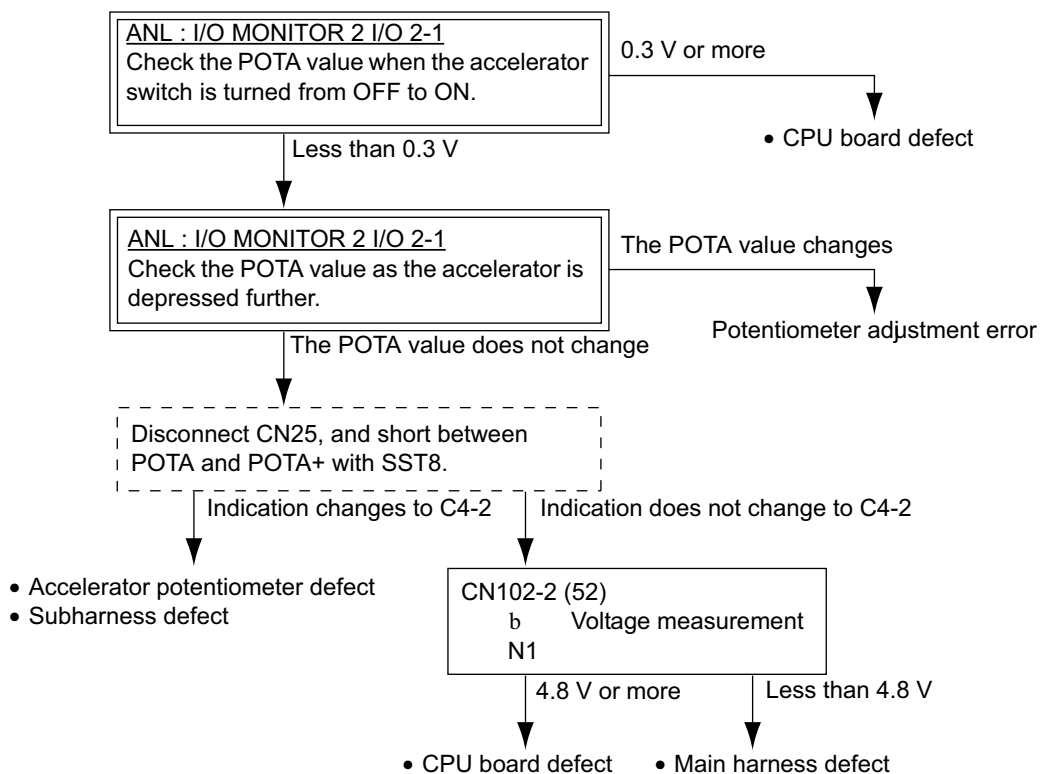 ANL : I/O MONITOR 2 I/O 2-1
Check the POTA value when the accelerator
switch is turned from OFF to ON.
0.3 V or more
• CPU board defect
Less than 0.3 V
ANL : I/O MONITOR 2 I/O 2-1
Check the POTA value as the accelerator is
depressed further.
The POTA value changes
Potentiometer adjustment error
The POTA value does not change
Disconnect CN25, and short between
POTA and POTA+ with SST8.
Indication changes to C4-2
Indication does not change to C4-2
• Accelerator potentiometer defect
• Subharness defect
CN102-2 (52)
b Voltage measurement
N1
4.8 V or more
Less than 4.8 V
• CPU board defect
• Main harness defect